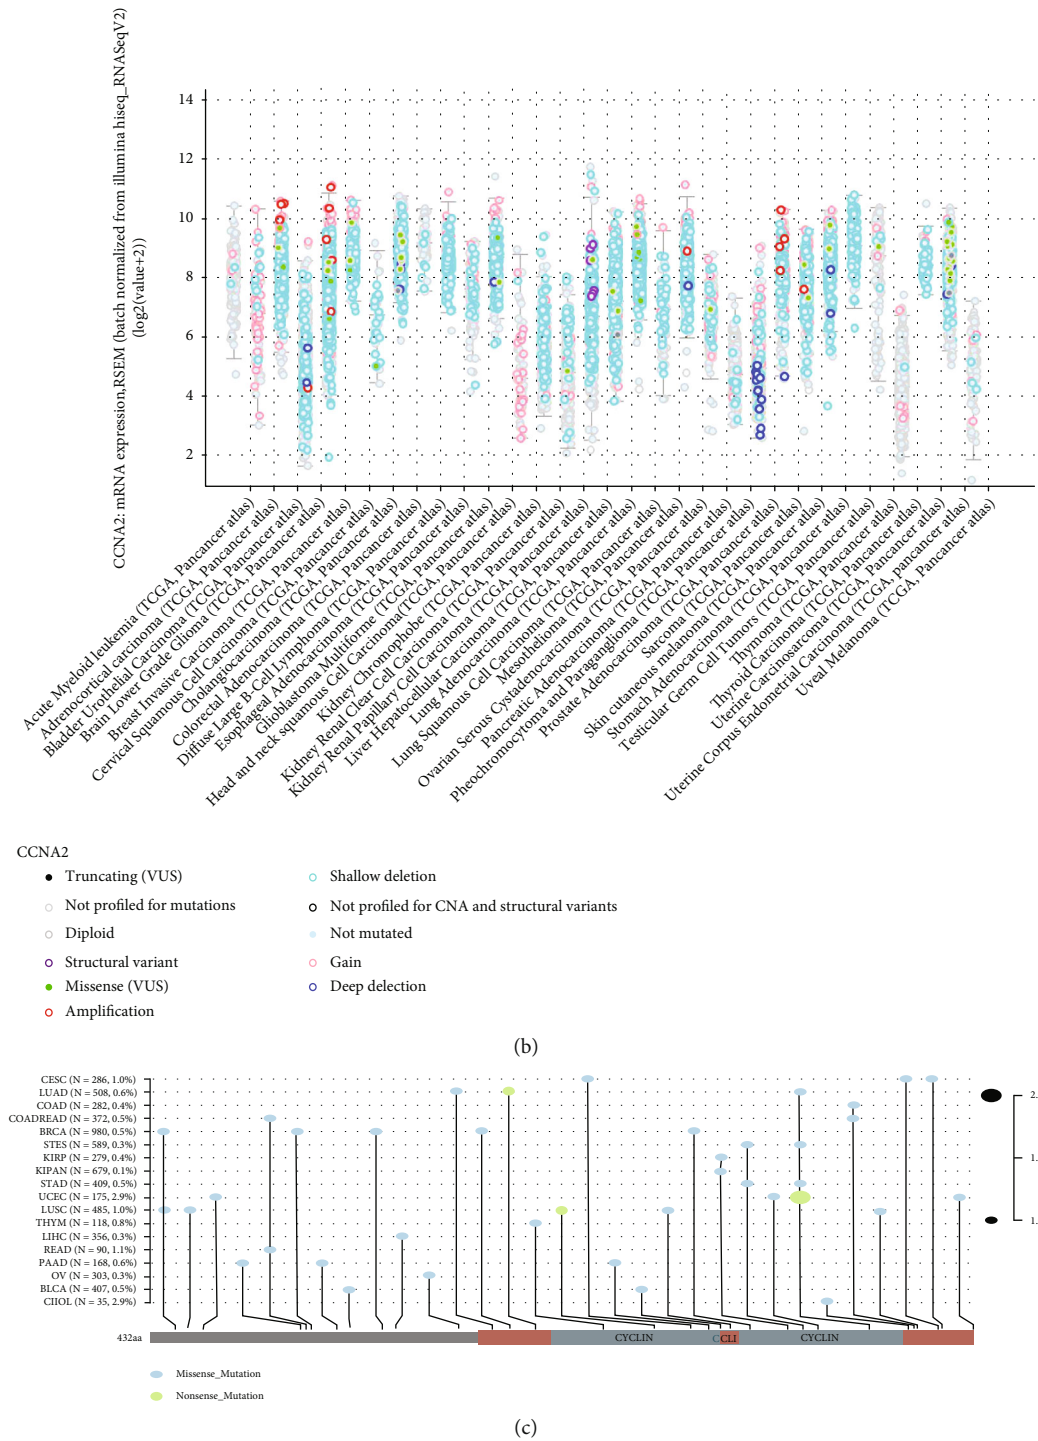 CCNA2: mRNA expression,RSEM (batch normalized from illumina hiseq_RNASeqV2)
(log2(value+2))
14
12
10
8
6
4
2
Acute Myeloid leukemia (TCGA, Pancancer atlas)
Adrenocortical carcinoma (TCGA, Pancancer atlas)
Bladder Urothelial Carcinoma (TCGA, Pancancer atlas)
Brain Lower Grade Glioma (TCGA, Pancancer atlas)
Breast Invasive Carcinoma (TCGA, Pancancer atlas)
Cervical Squamous Cell Carcinoma (TCGA, Pancancer atlas)
Cholangiocarcinoma (TCGA, Pancancer atlas)
Colorectal Adenocarcinoma (TCGA, Pancancer atlas)
Diffuse Large B-Cell Lymphoma (TCGA, Pancancer atlas)
Esophageal Adenocarcinoma (TCGA, Pancancer atlas)
Glioblastoma Multiforme (TCGA, Pancancer atlas)
Head and neck squamous Cell Carcinoma (TCGA, Pancancer atlas)
Kidney Chromophobe (TCGA, Pancancer atlas)
Kidney Renal Clear Cell Carcinoma (TCGA, Pancancer atlas)
Kidney Renal Papillary Cell Carcinoma (TCGA, Pancancer atlas)
Liver Hepatocellular Carcinoma (TCGA, Pancancer atlas)
Lung Adenocarcinoma (TCGA, Pancancer atlas)
Lung Squamous Cell Carcinoma (TCGA, Pancancer atlas)
Mesothelioma (TCGA, Pancancer atlas)
Ovarian Serous Cystadenocarcinoma (TCGA, Pancancer atlas)
Pancreatic Adenocarcinoma (TCGA, Pancancer atlas)
Pheochromocytoma and Paraganglioma (TCGA, Pancancer atlas)
Prostate Adenocarcinoma (TCGA, Pancancer atlas)
Sarcoma (TCGA, Pancancer atlas)
Skin cutaneous melanoma (TCGA, Pancancer atlas)
Stomach Adenocarcinoma (TCGA, Pancancer atlas)
Testicular Germ Cell Tumors (TCGA, Pancancer atlas)
Thymoma (TCGA, Pancancer atlas)
Thyroid Carcinoma (TCGA, Pancancer atlas)
Uterine Carcinosarcoma (TCGA, Pancancer atlas)
Uterine Corpus Endometrial Carcinoma (TCGA, pancancer atlas)
Uveal Melanoma (TCGA, Pancancer atlas)
CCNA2
Truncating (VUS)
Not profiled for mutations
Diploid
Structural variant
Missense (VUS)
Amplification
Shallow deletion
Not profiled for CNA and structural variants
Not mutated
Gain
Deep delection
(b)
CESC (N = 286, 1.0%)
LUAD (N = 508, 0.6%)
COAD (N = 282, 0.4%)
COADREAD (N = 372, 0.5%)
BRCA (N = 980, 0.5%)
STES (N = 589, 0.3%)
KIRP (N = 279, 0.4%)
KIPAN (N = 679, 0.1%)
STAD (N = 409, 0.5%)
UCEC (N = 175, 2.9%)
LUSC (N = 485, 1.0%)
THYM (N = 118, 0.8%)
LIHC (N = 356, 0.3%)
READ (N = 90, 1.1%)
PAAD (N = 168, 0.6%)
OV (N = 303, 0.3%)
BLCA (N = 407, 0.5%)
CIIOL (N = 35, 2.9%)
2.
1.
1.
432aa CYCLIN CCLI CYCLIN
Missense_Mutation
Nonsense_Mutation
(c)